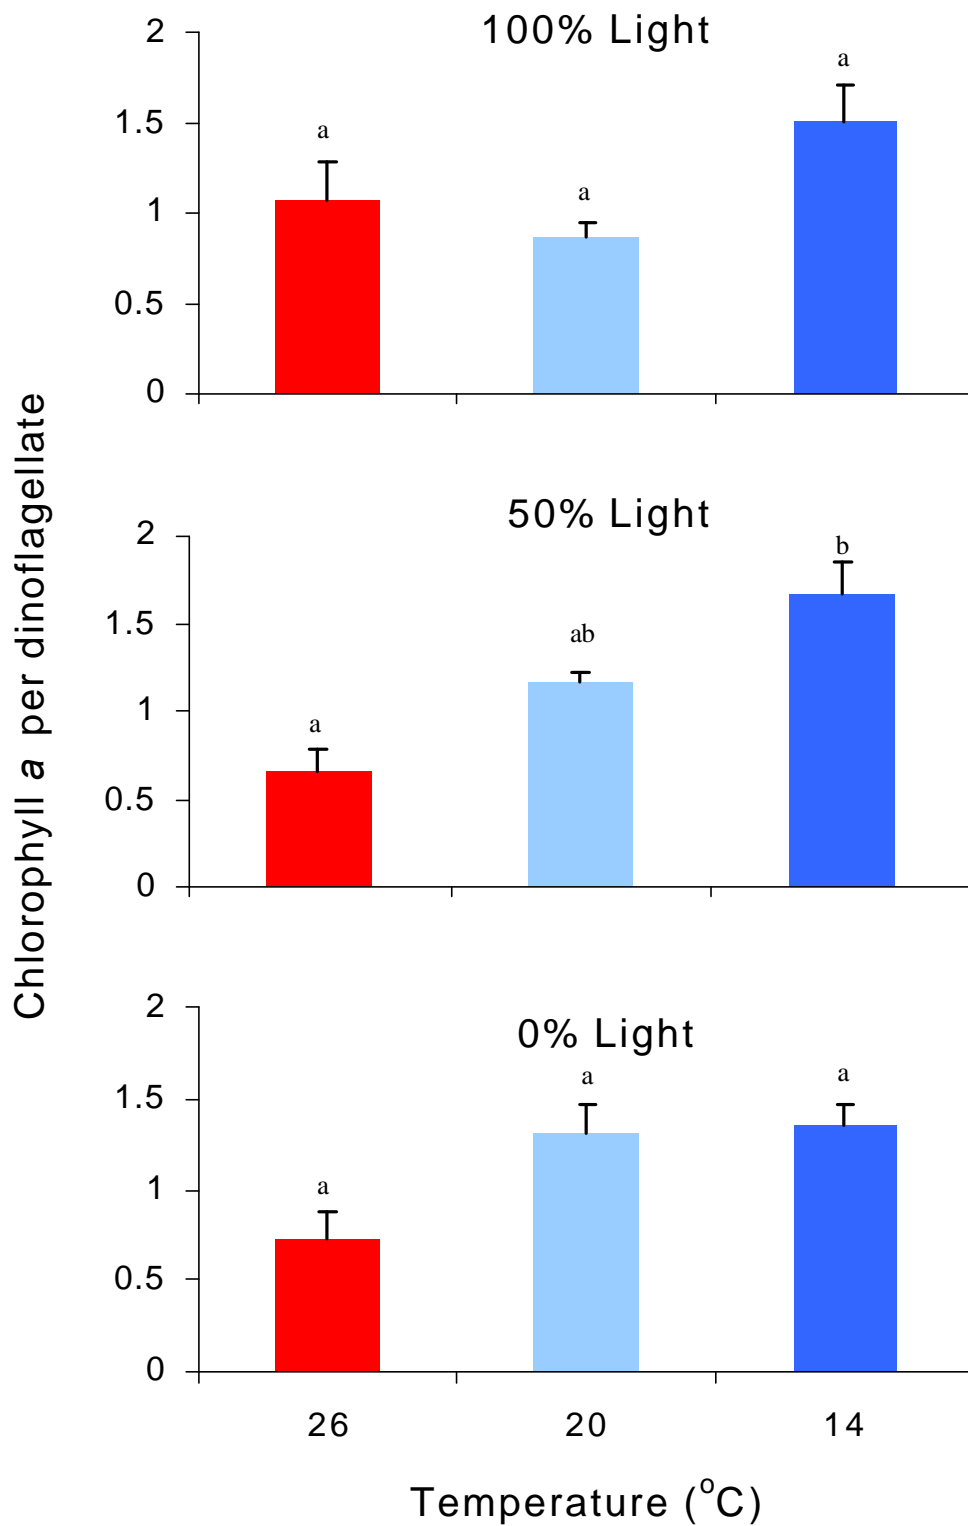 100% Light
2
1.5
1
0.5
0
a
a
a
50% Light
2
1.5
1
0.5
0
a
ab
b
0% Light
2
1.5
1
0.5
0
a
a
a
26 20 14
Temperature (°C)
Chlorophyll a per dinoflagellate